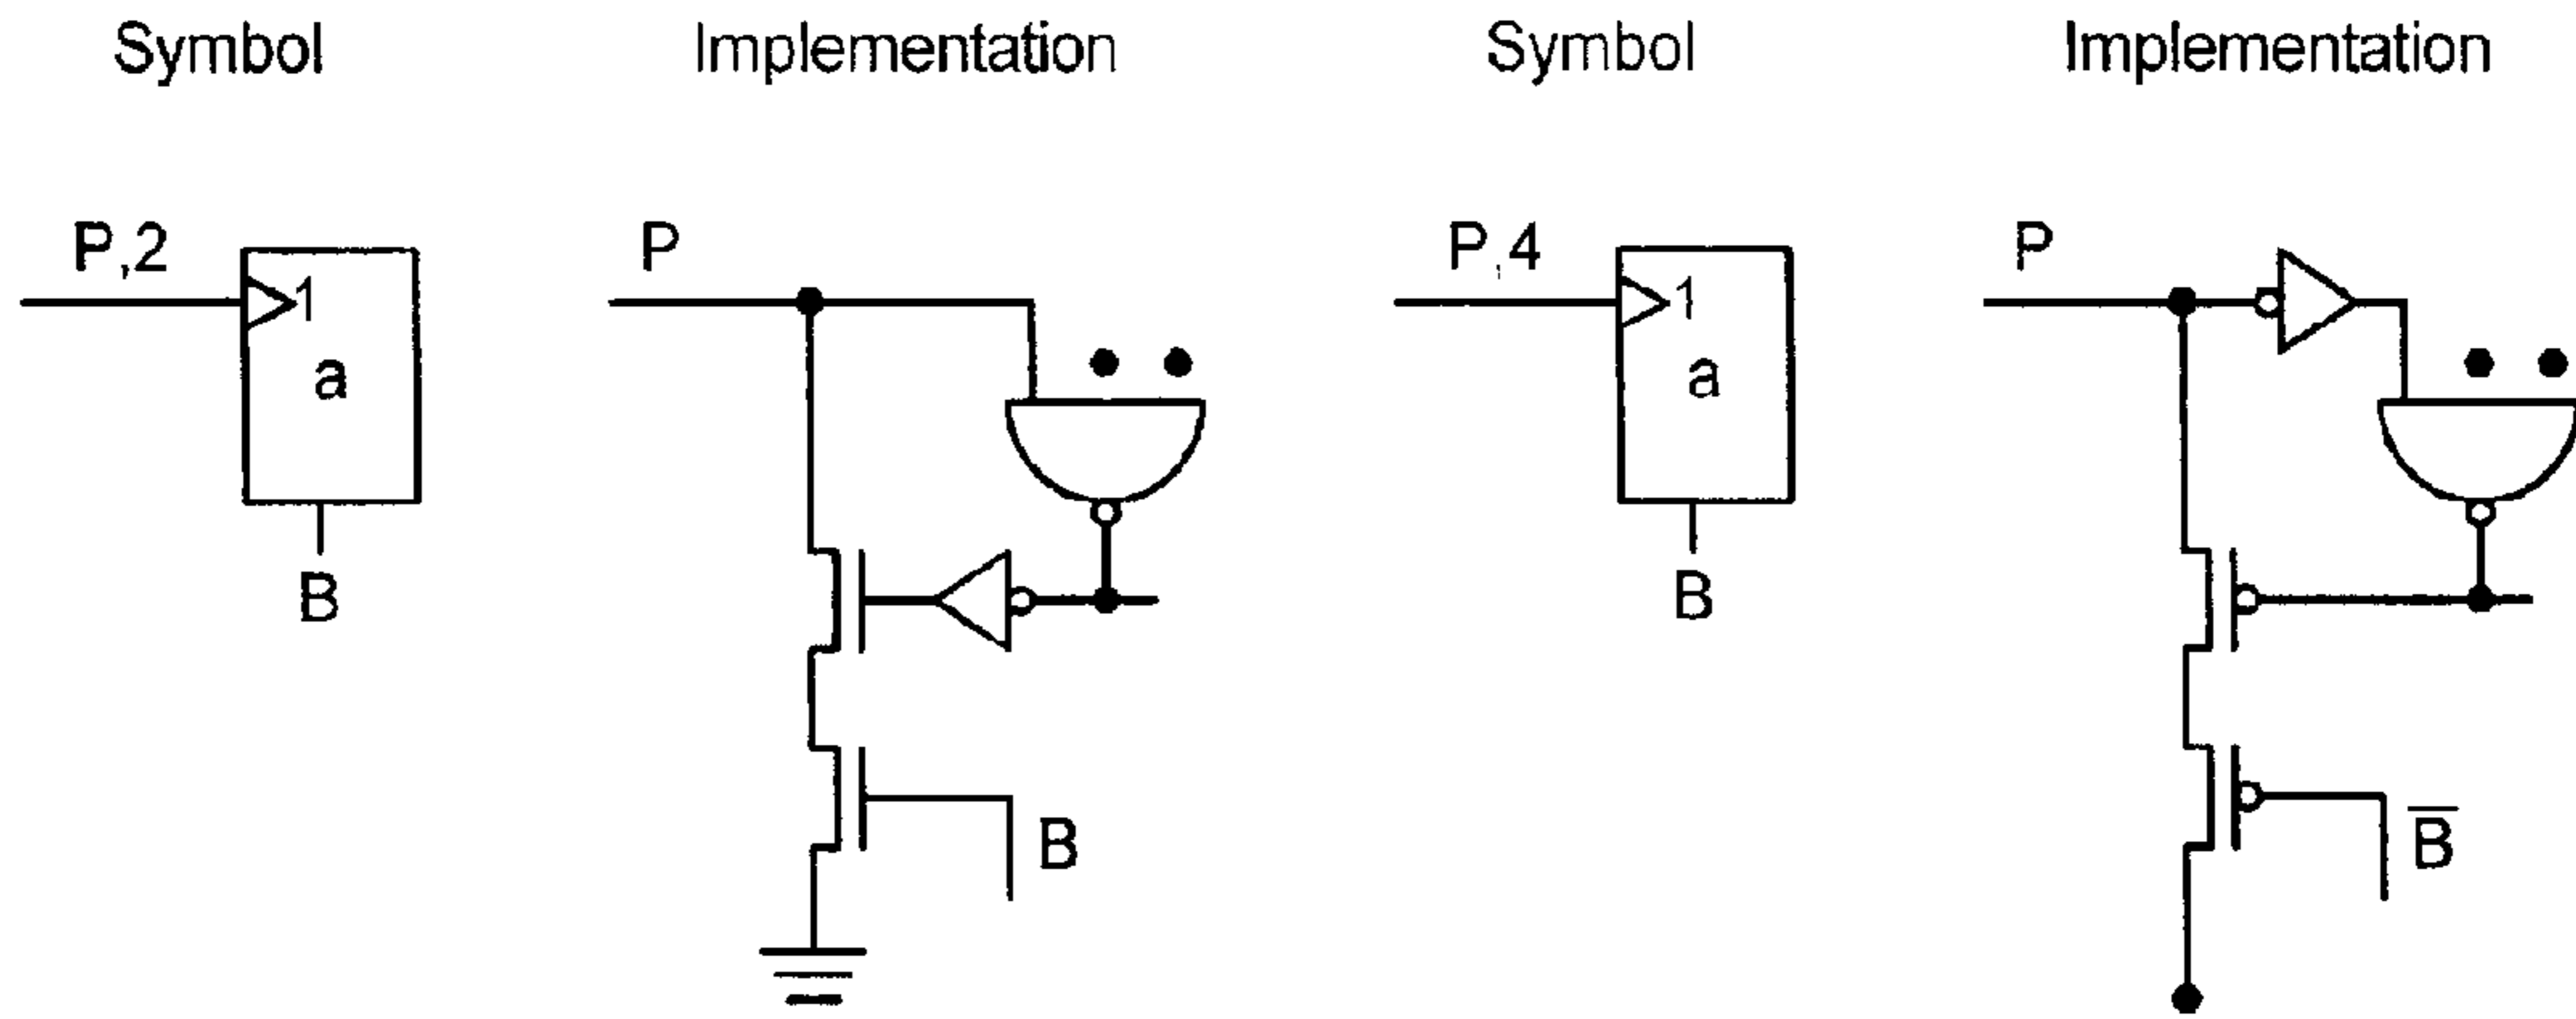 Symbol Implementation Symbol Implementation
P,2 P P,4 P
1 1
a a
B B
B B̅